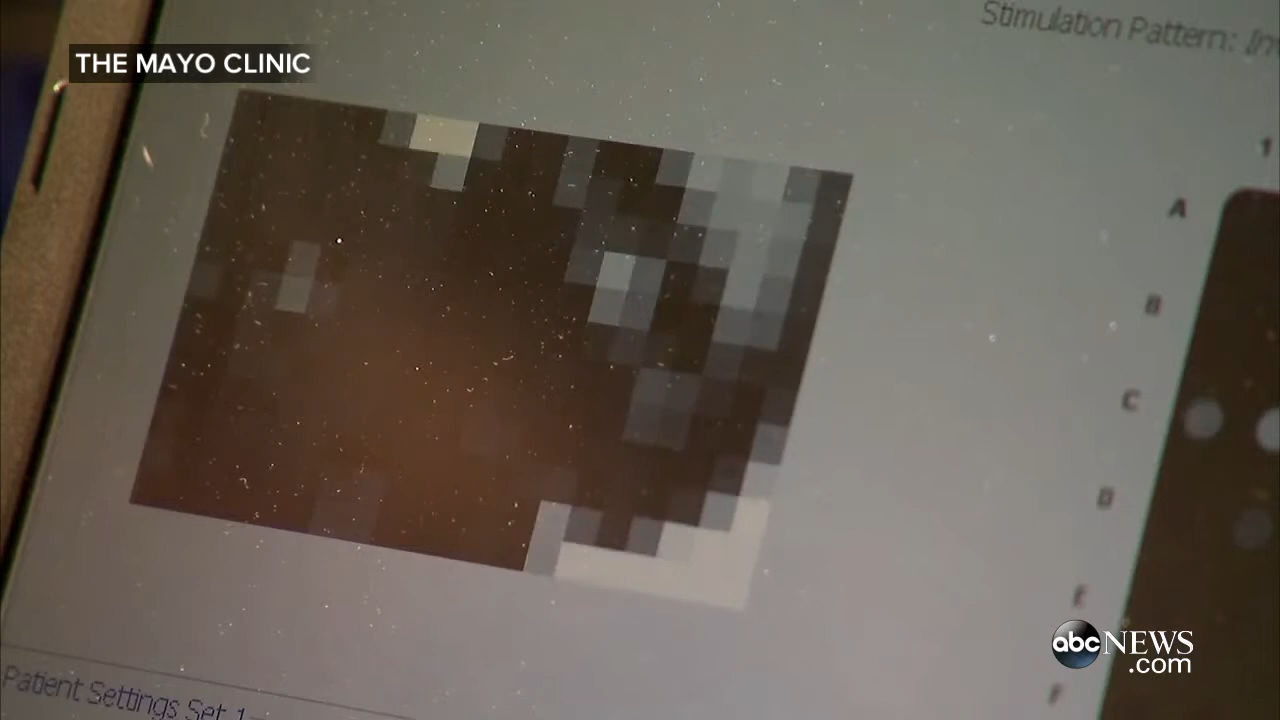 THE MAYO CLINIC
Stimulation Pattern:
1
A
B
C
D
E
F
Patient Settings Set 1
abc NEWS
.com